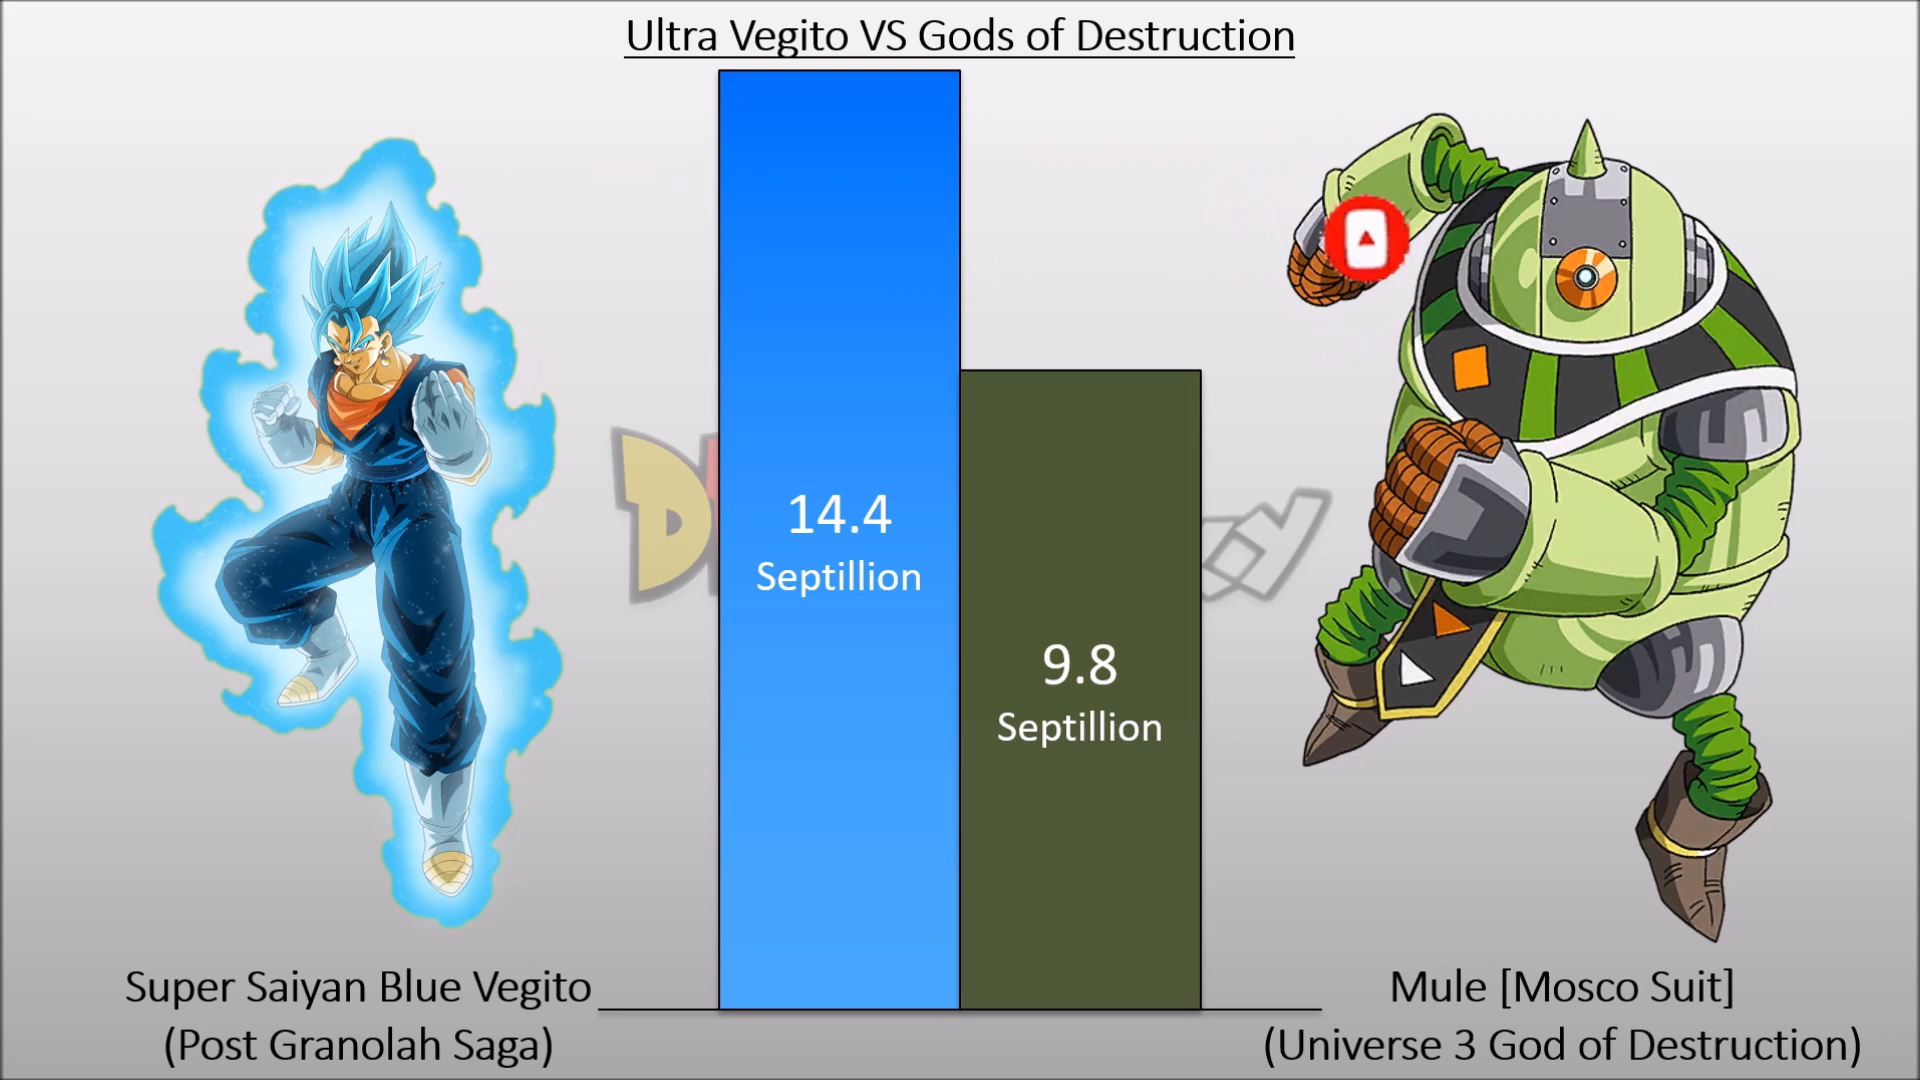 Ultra Vegito VS Gods of Destruction
14.4
Septillion
9.8
Septillion
Super Saiyan Blue Vegito
(Post Granolah Saga)
Mule [Mosco Suit]
(Universe 3 God of Destruction)